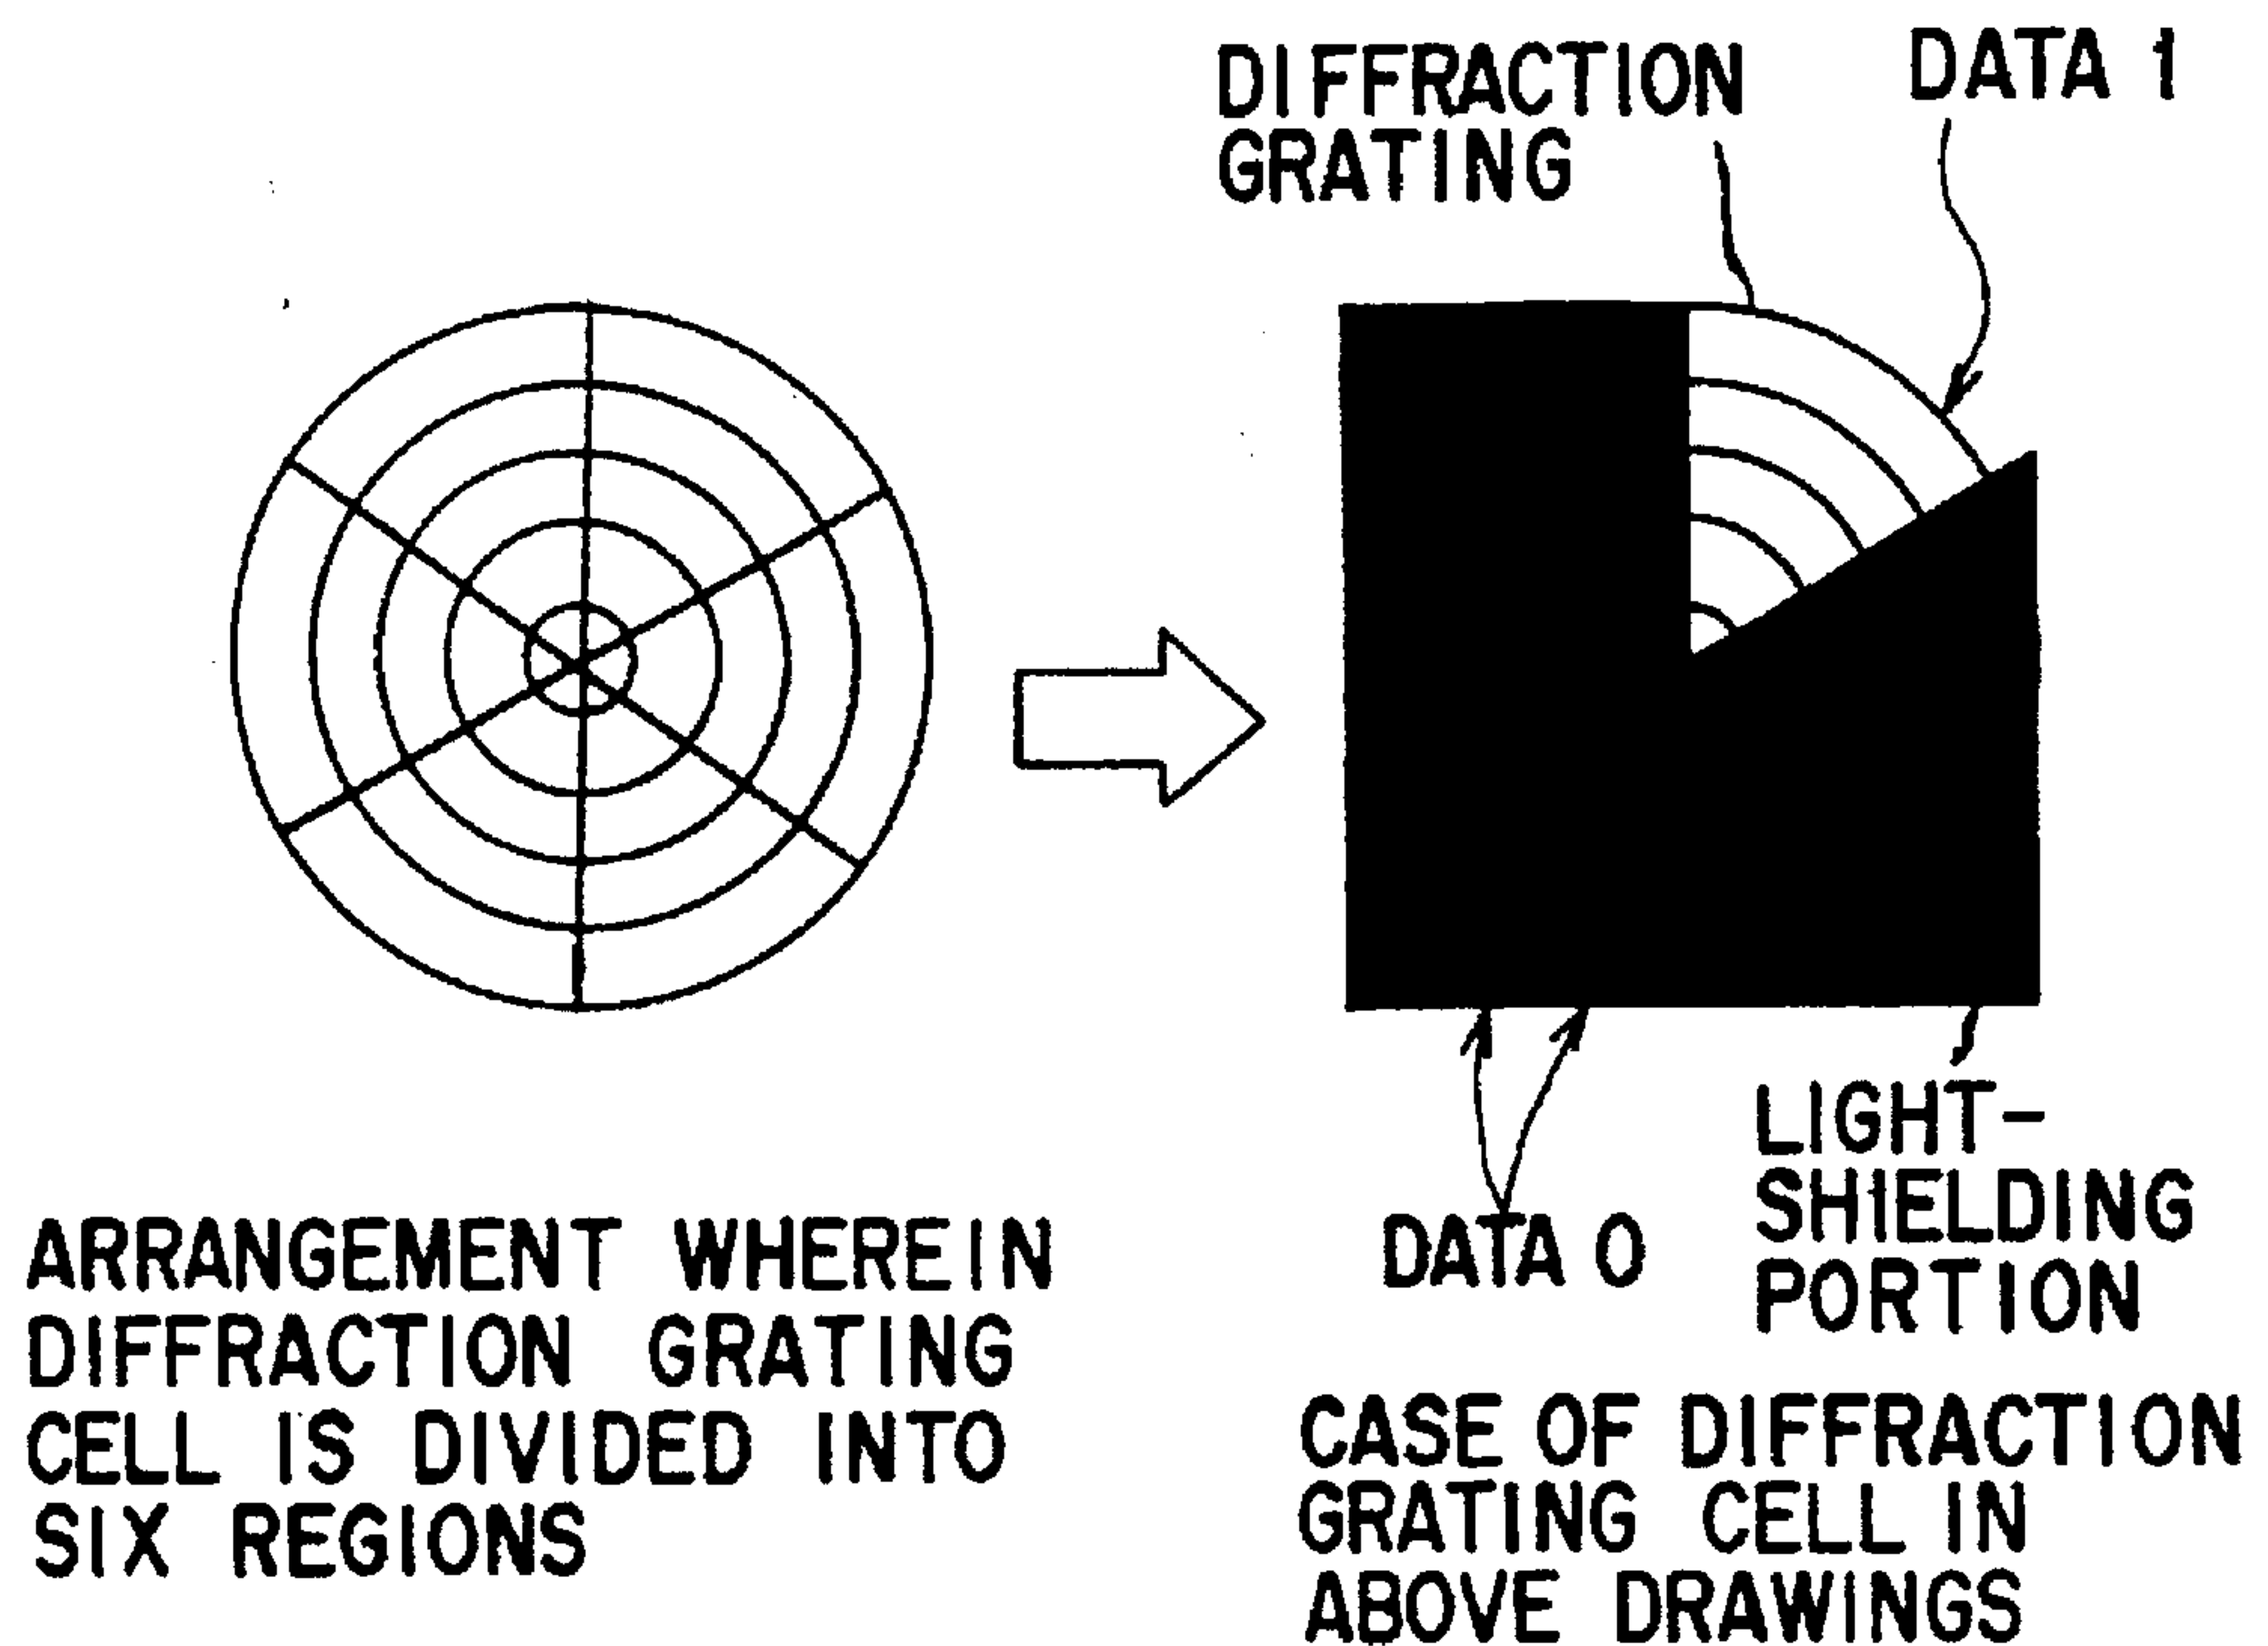 DIFFRACTION
GRATING
DATA 1
DATA 0
LIGHT-
SHIELDING
PORTION
ARRANGEMENT WHEREIN
DIFFRACTION GRATING
CELL IS DIVIDED INTO
SIX REGIONS
CASE OF DIFFRACTION
GRATING CELL IN
ABOVE DRAWINGS